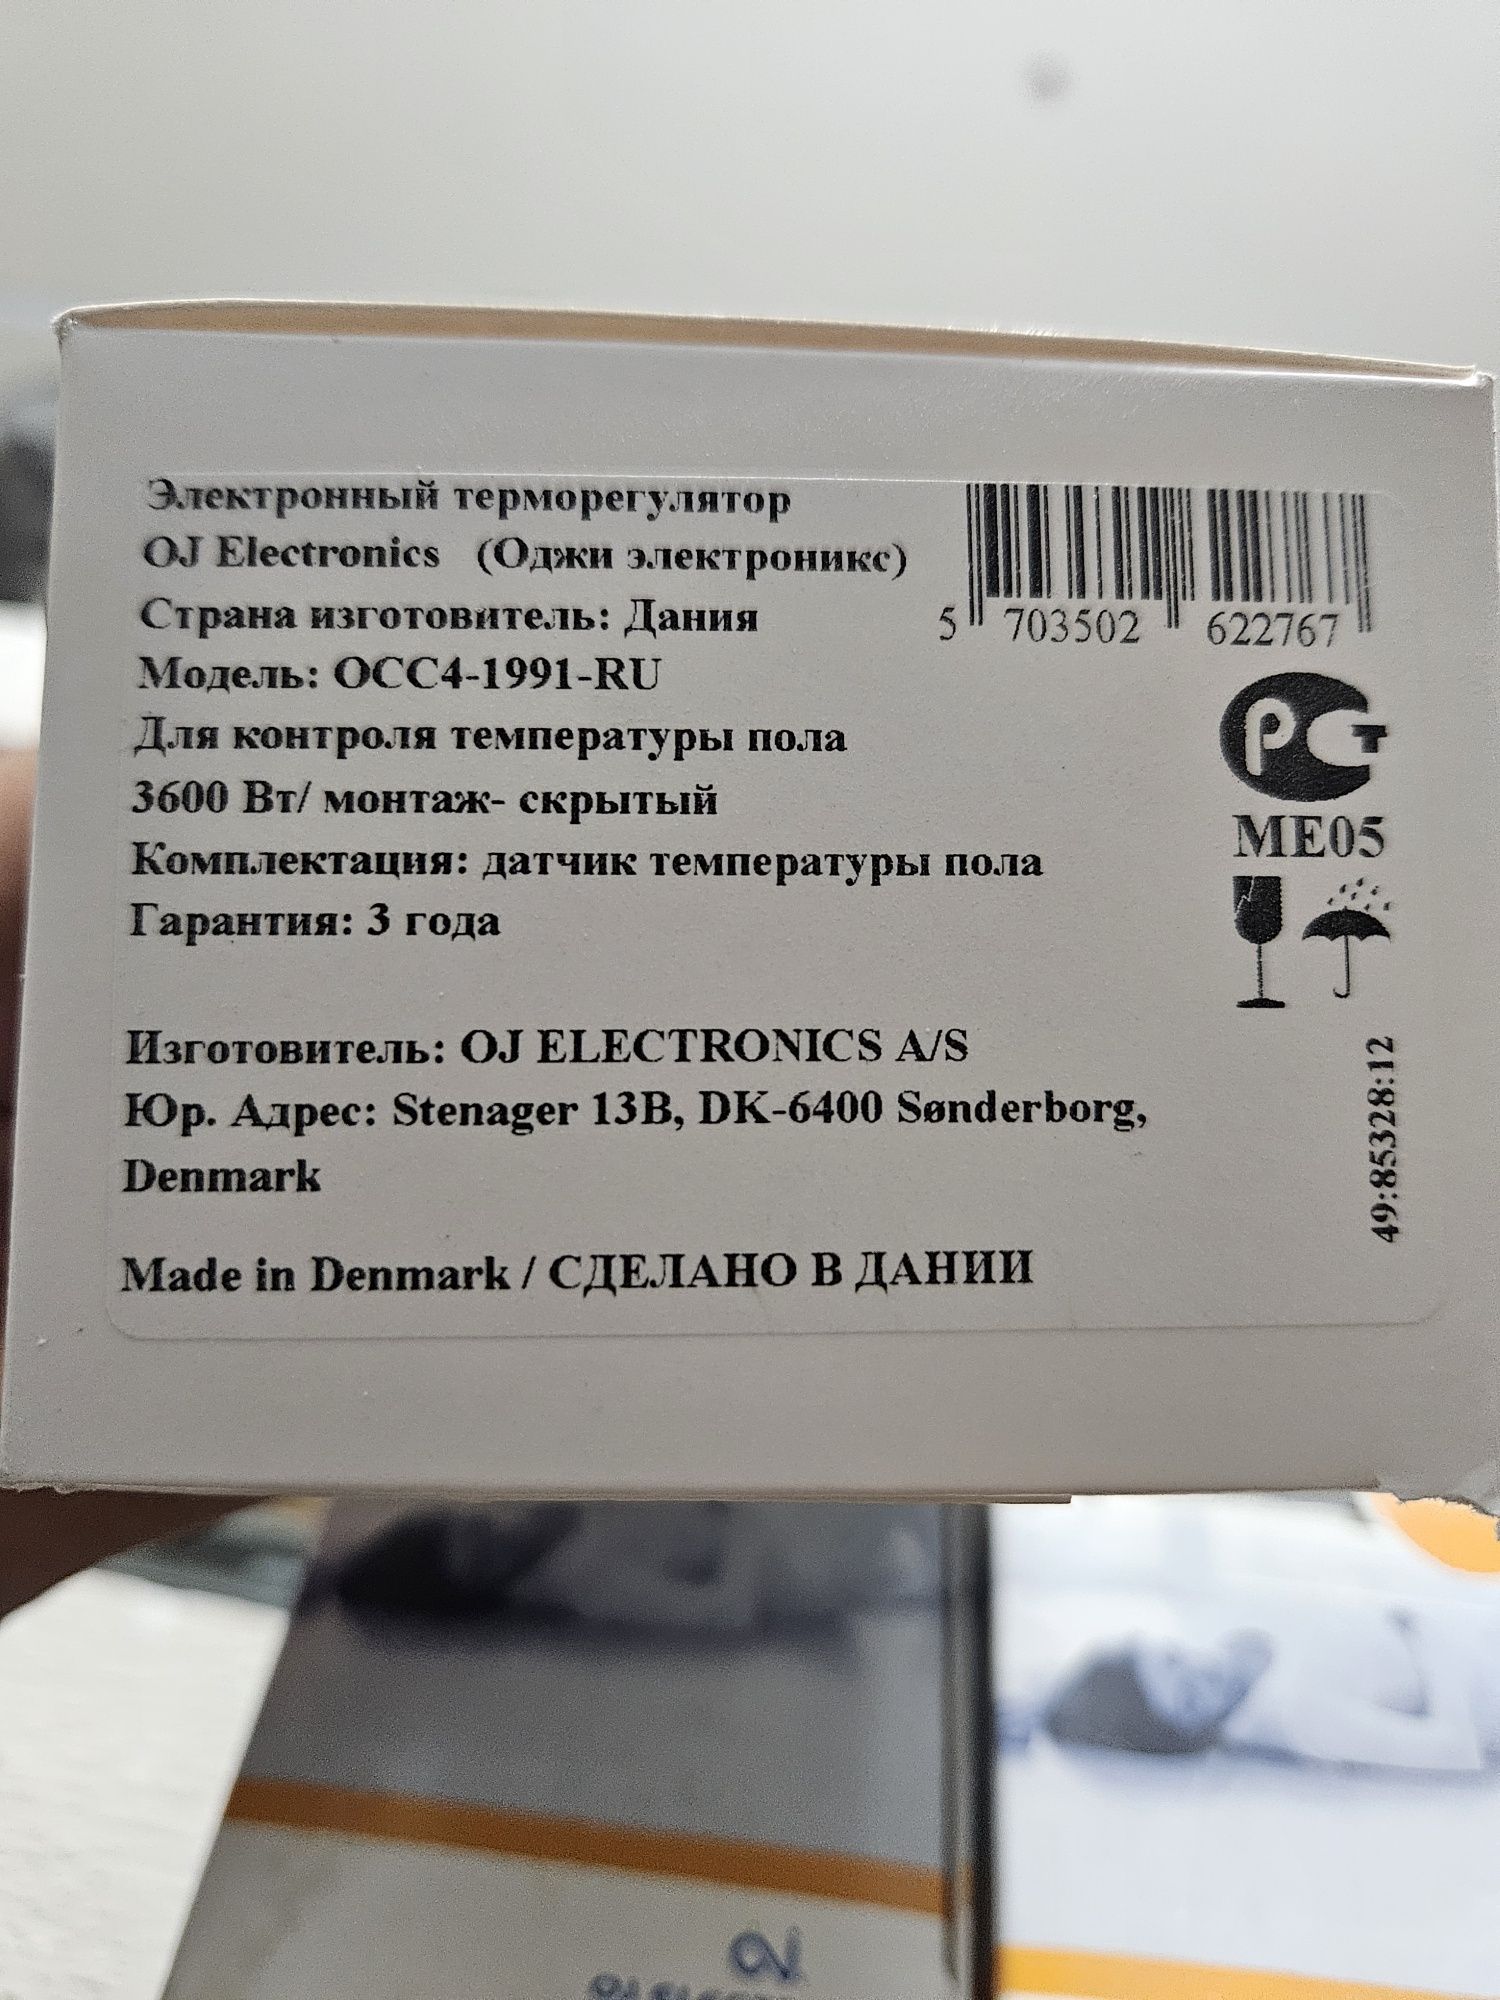 Электронный терморегулятор
OJ Electronics (Оджи электроникс)
Страна изготовитель: Дания
Модель: OCC4-1991-RU
Для контроля температуры пола
3600 Вт/ монтаж- скрытый
Комплектация: датчик температуры пола
Гарантия: 3 года
5 703502 622767
РСТ
ME05
Изготовитель: OJ ELECTRONICS A/S
Юр. Адрес: Stenager 13B, DK-6400 Sønderborg,
Denmark
Made in Denmark / СДЕЛАНО В ДАНИИ
49:85328:12